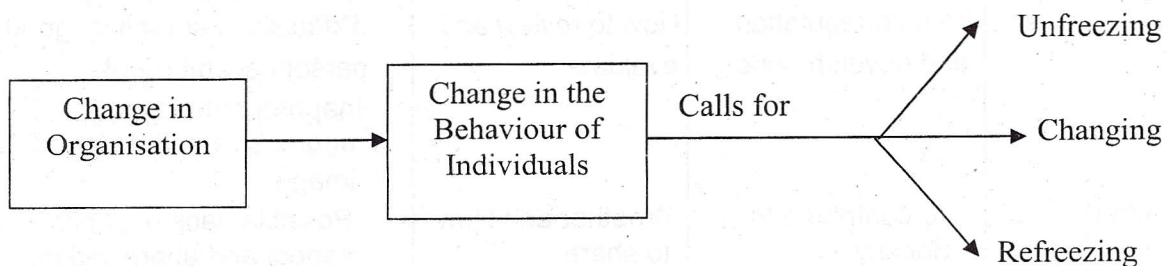 Unfreezing
Change in
Organisation
Change in the
Behaviour of
Individuals
Calls for
Changing
Refreezing